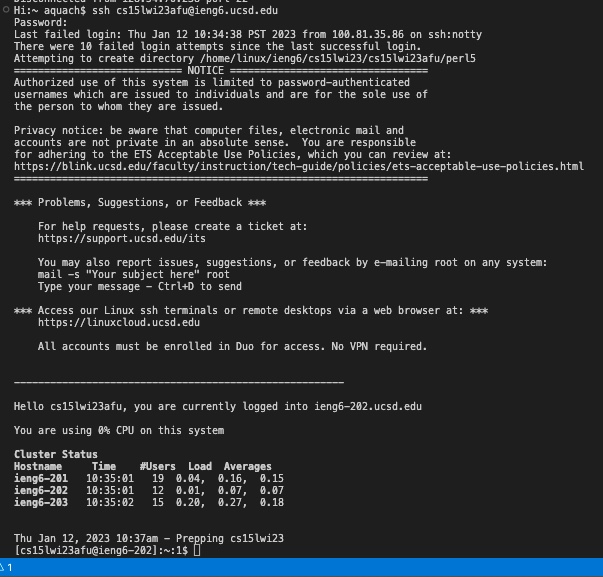 Hi:~ aquach$ ssh cs15lwi23afu@ieng6.ucsd.edu
Password:
Last failed login: Thu Jan 12 10:34:38 PST 2023 from 100.81.35.86 on ssh:notty
There were 10 failed login attempts since the last successful login.
Attempting to create directory /home/linux/ieng6/cs15lwi23/cs15lwi23afu/perl5
============================ NOTICE =================================
Authorized use of this system is limited to password-authenticated
usernames which are issued to individuals and are for the sole use of
the person to whom they are issued.

Privacy notice: be aware that computer files, electronic mail and
accounts are not private in an absolute sense.  You are responsible
for adhering to the ETS Acceptable Use Policies, which you can review at:
https://blink.ucsd.edu/faculty/instruction/tech-guide/policies/ets-acceptable-use-policies.html
=====================================================================

*** Problems, Suggestions, or Feedback ***

    For help requests, please create a ticket at:
    https://support.ucsd.edu/its

    You may also report issues, suggestions, or feedback by e-mailing root on any system:
    mail -s "Your subject here" root
    Type your message - Ctrl+D to send

*** Access our Linux ssh terminals or remote desktops via a web browser at: ***
    https://linuxcloud.ucsd.edu

    All accounts must be enrolled in Duo for access. No VPN required.

-------------------------------------------------------

Hello cs15lwi23afu, you are currently logged into ieng6-202.ucsd.edu

You are using 0% CPU on this system

Cluster Status
Hostname     Time    #Users  Load  Averages
ieng6-201   10:35:01   19  0.04,  0.16,  0.15
ieng6-202   10:35:01   12  0.01,  0.07,  0.07
ieng6-203   10:35:02   15  0.20,  0.27,  0.18

Thu Jan 12, 2023 10:37am - Prepping cs15lwi23
[cs15lwi23afu@ieng6-202]:~:1$
1